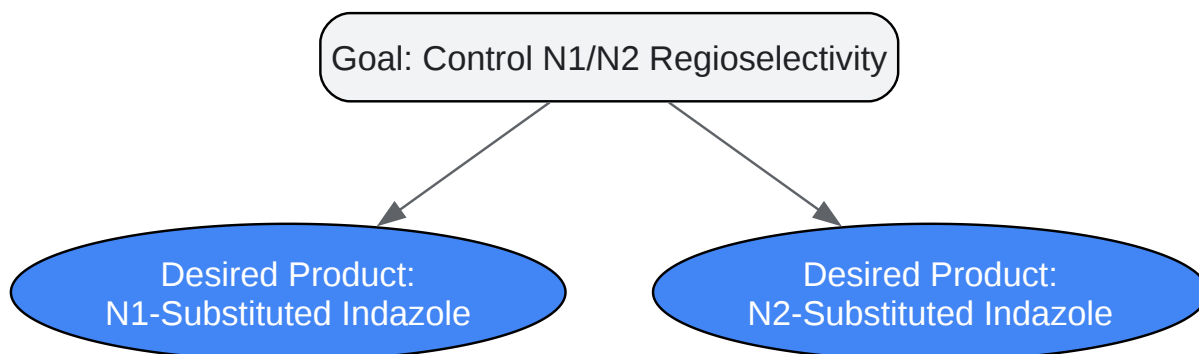 Goal: Control N1/N2 Regioselectivity
Desired Product:
N1-Substituted Indazole
Desired Product:
N2-Substituted Indazole